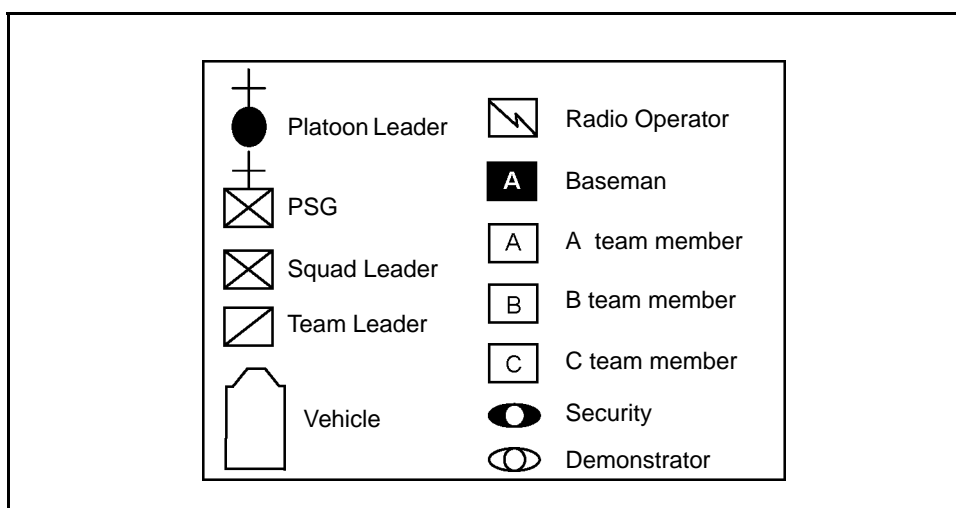 Platoon Leader
PSG
Squad Leader
Team Leader
Vehicle
Radio Operator
A Baseman
A A team member
B B team member
C C team member
Security
Demonstrator